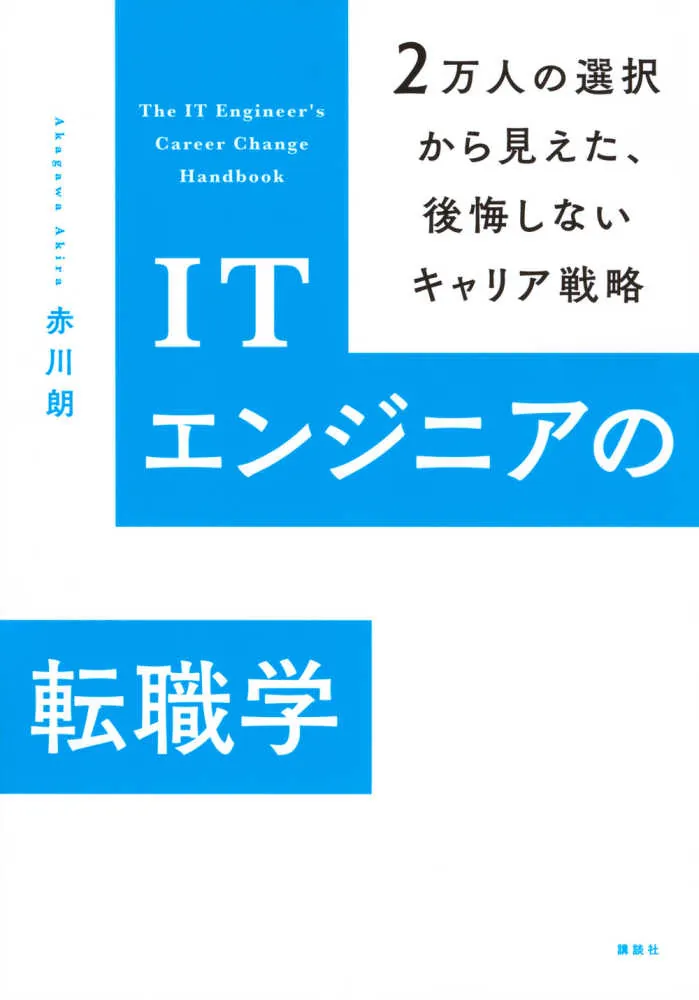 2万人の選択
から見えた、
後悔しない
キャリア戦略
The IT Engineer's
Career Change
Handbook
IT
エンジニアの
転職学
Akagawa Akira
赤川朗
講談社